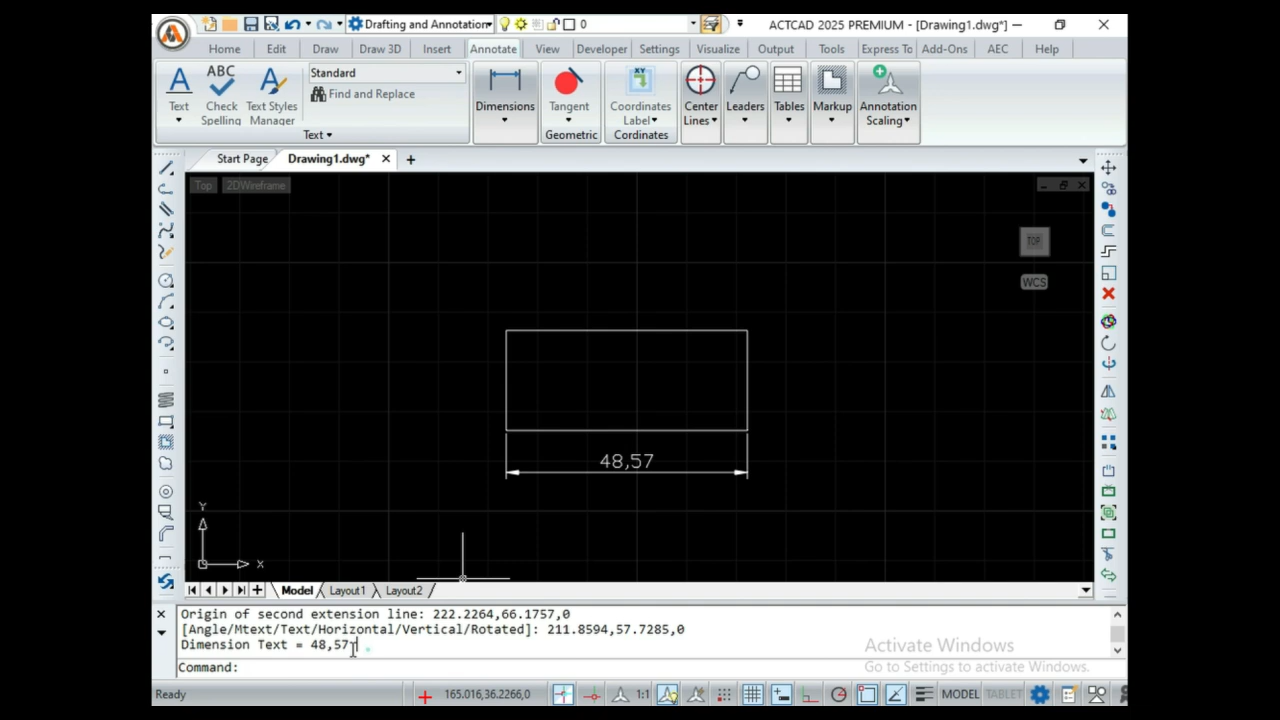 Drafting and Annotation
0
ACTCAD 2025 PREMIUM - [Drawing1.dwg*]
Home Edit Draw Draw 3D Insert Annotate View Developer Settings Visualize Output Tools Express To Add-Ons AEC Help
Text
ABC
Check
Spelling
Text Styles
Manager
Standard
Find and Replace
Text
Dimensions
Tangent
Geometric
XY
Coordinates
Label
Coordinates
Center
Lines
Leaders
Tables
Markup
Annotation
Scaling
Start Page Drawing1.dwg*
Top 2DWireframe
TOP
WCS
48,57
Y
X
Model Layout1 Layout2
Origin of second extension line: 222.2264,66.1757,0
[Angle/Mtext/Text/Horizontal/Vertical/Rotated]: 211.8594,57.7285,0
Dimension Text = 48,57
Command:
Activate Windows
Go to Settings to activate Windows.
Ready 165.016,36.2266,0 1:1 MODEL TABLET